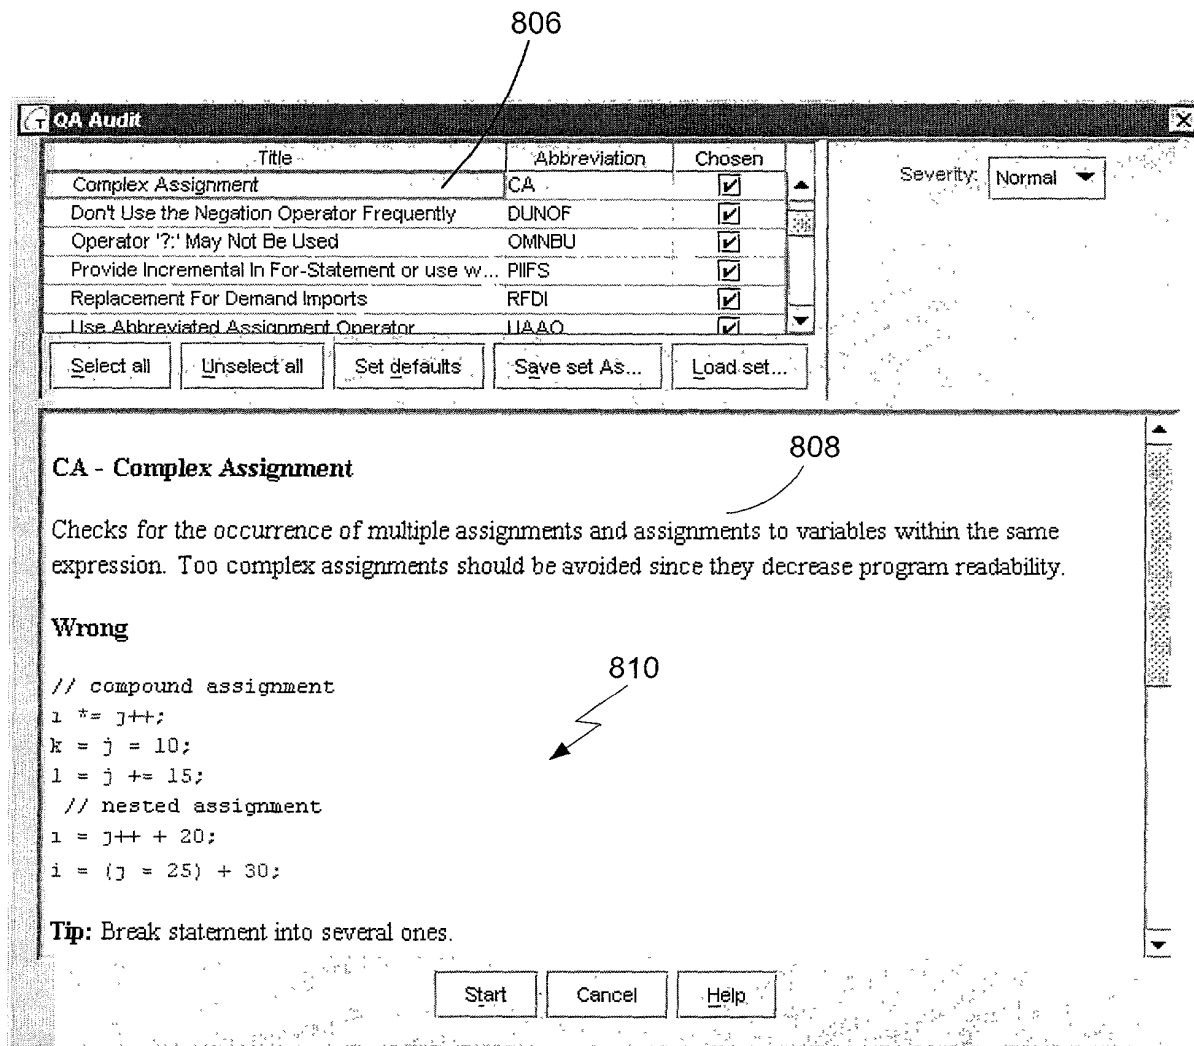 806
QA Audit
Title Abbreviation Chosen
Complex Assignment CA
Don't Use the Negation Operator Frequently DUNOF
Operator '?:' May Not Be Used OMNBU
Provide Incremental In For-Statement or use w... PIIFS
Replacement For Demand Imports RFDI
Use Abbreviated Assignment Operator UAAO
Severity: Normal
Select all Unselect all Set defaults Save set As... Load set...
808
CA - Complex Assignment
Checks for the occurrence of multiple assignments and assignments to variables within the same
expression. Too complex assignments should be avoided since they decrease program readability.
Wrong
810
// compound assignment
i *= j++;
k = j = 10;
l = j += 15;
// nested assignment
i = j++ + 20;
i = (j = 25) + 30;
Tip: Break statement into several ones.
Start Cancel Help